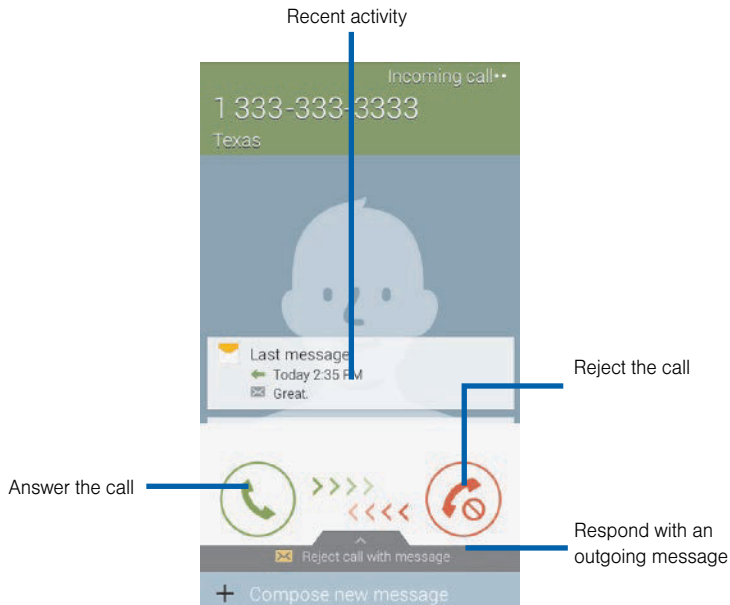 Recent activity
Incoming call••
1 333-333-3333
Texas
Last message
Today 2:35 PM
Great.
Reject the call
Answer the call
Reject call with message
Respond with an
outgoing message
Compose new message